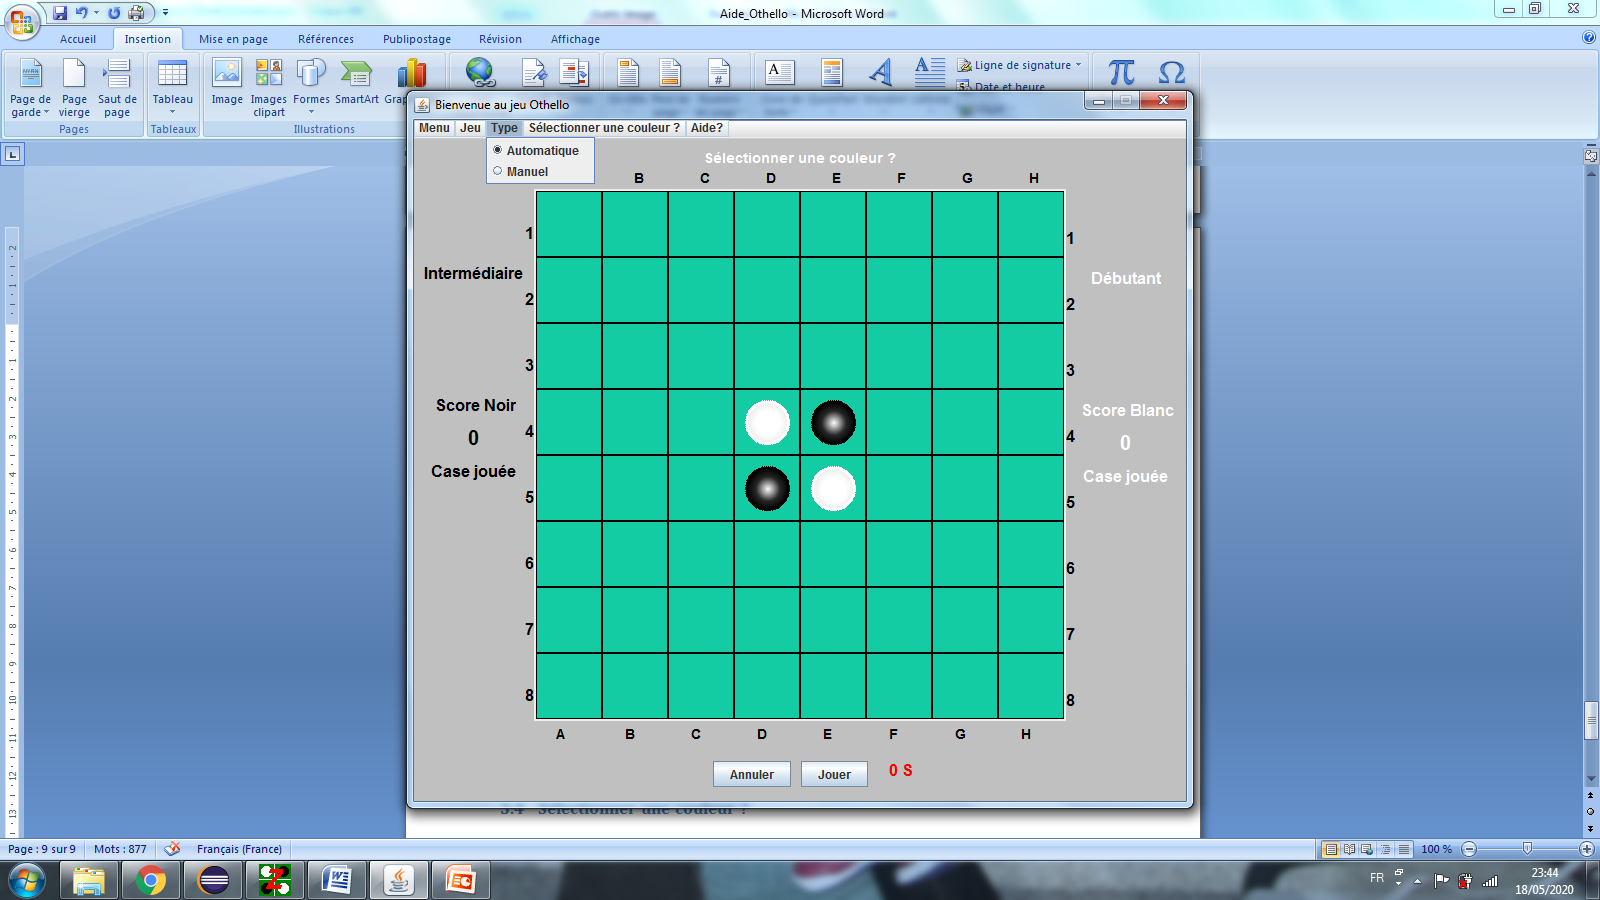 Aide_Othello - Microsoft Word
Accueil Insertion Mise en page Références Publipostage Révision Affichage
Page de garde
Page vierge
Saut de page
Tableau
Image
Images clipart
Formes
SmartArt
Ligne de signature
Date et heure
Pages
Tableaux
Illustrations
Bienvenue au jeu Othello
Menu Jeu Type Sélectionner une couleur ? Aide?
Automatique
Manuel
Sélectionner une couleur ?
B C D E F G H
1 1
Intermédiaire Débutant
2 2
3 3
Score Noir Score Blanc
0 4 4 0
Case jouée Case jouée
5 5
6 6
7 7
8 8
A B C D E F G H
Annuler Jouer 0 S
3.4 Sélectionner une couleur ?
Page : 9 sur 9 Mots : 877 Français (France) 100 %
FR 23:44
18/05/2020